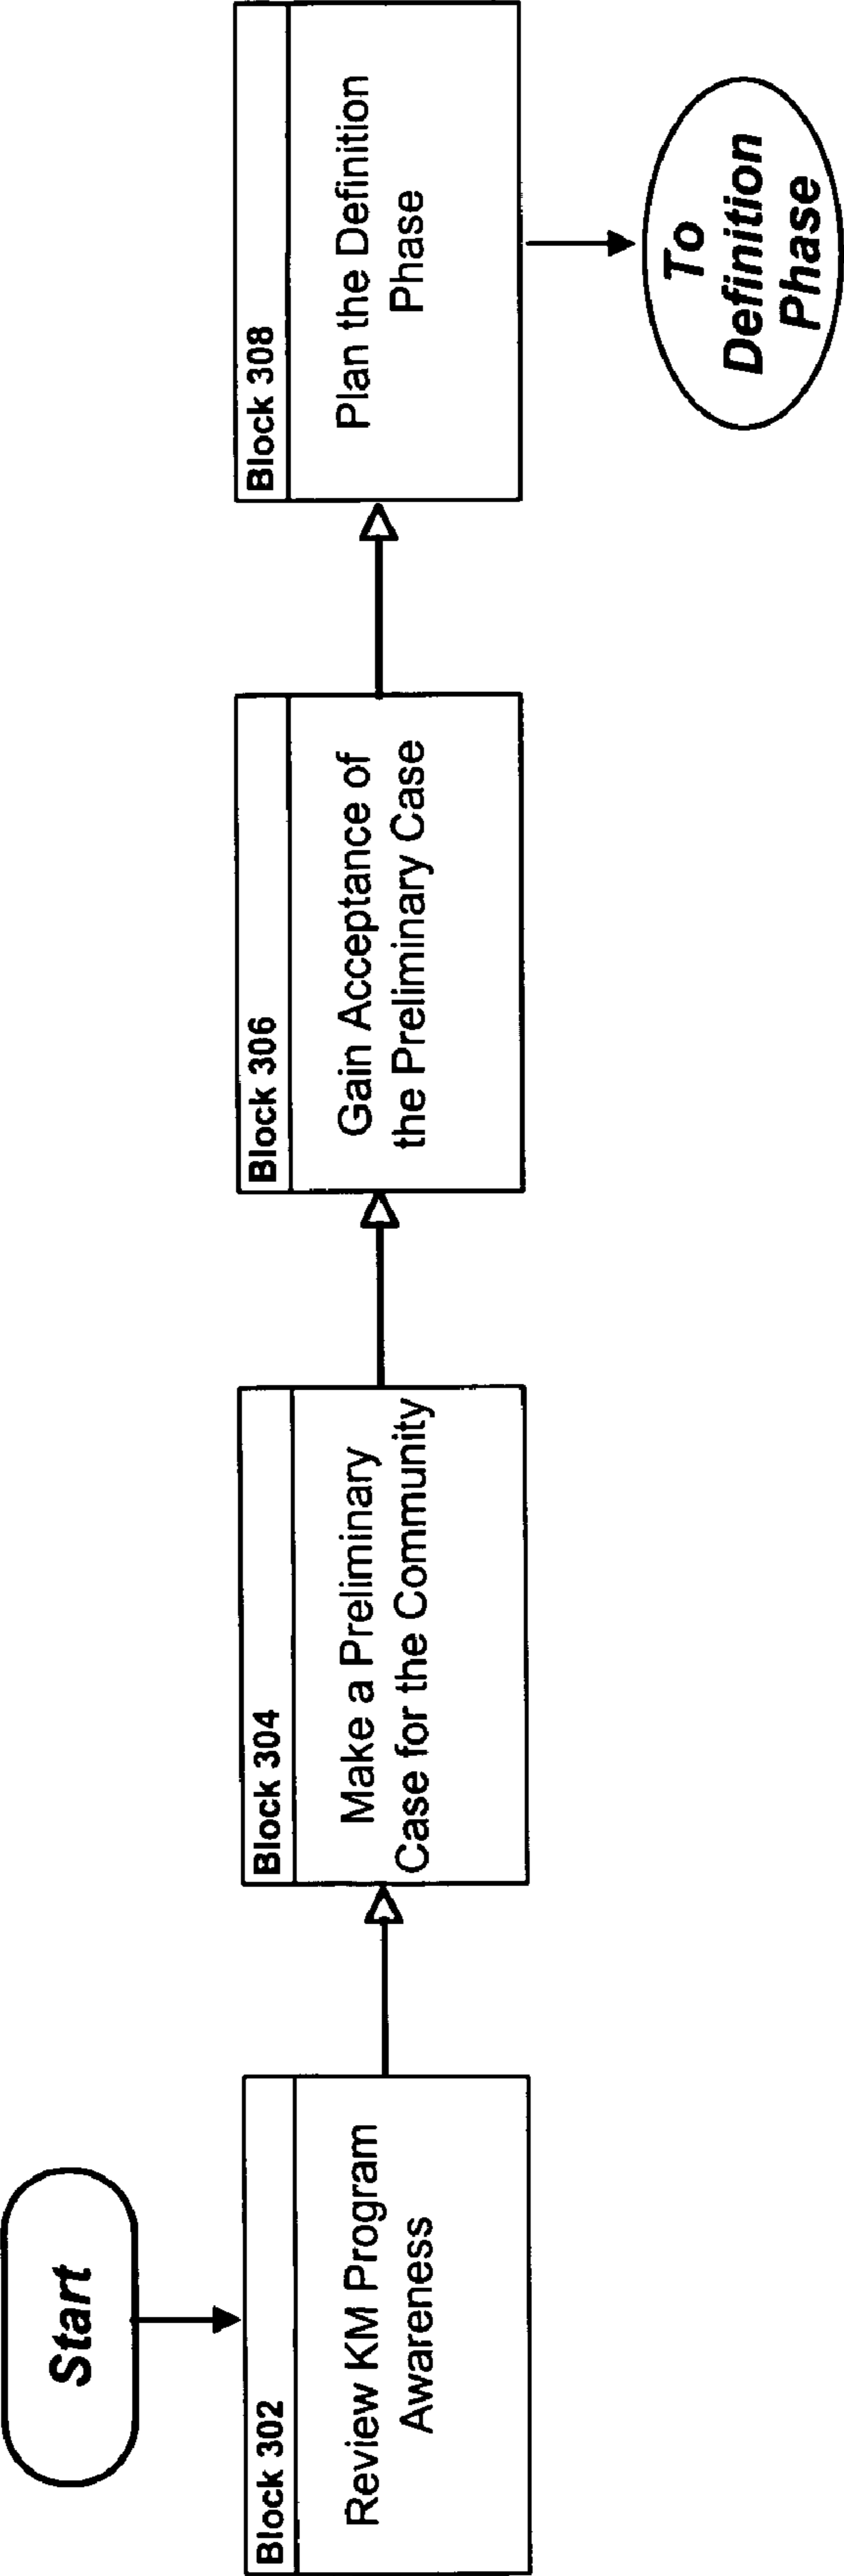 Start
Block 302
Review KM Program
Awareness
Block 304
Make a Preliminary
Case for the Community
Block 306
Gain Acceptance of
the Preliminary Case
Block 308
Plan the Definition
Phase
To
Definition
Phase